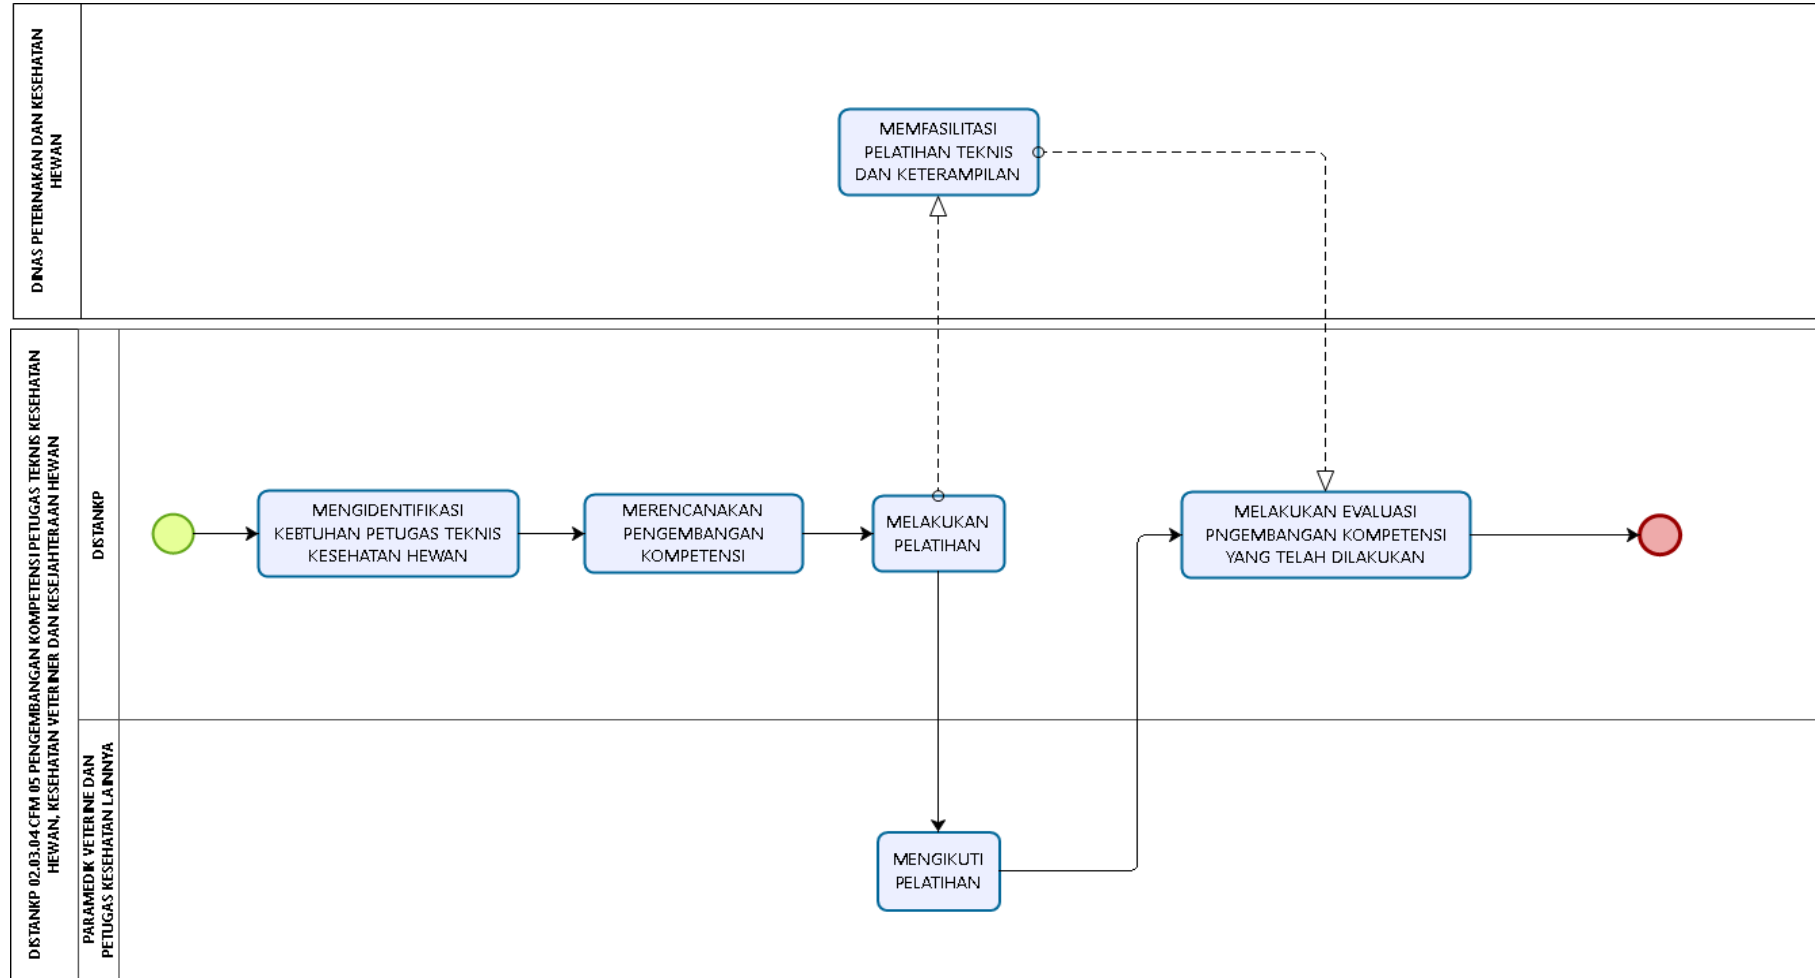 DINAS PETERNAKAN DAN KESEHATAN
HEWAN
MEMFASILITASI
PELATIHAN TEKNIS
DAN KETERAMPILAN
DISTANKP 02.03.04.CFM 05 PENGEMBANGAN KOMPETENSI PETUGAS TEKNIS KESEHATAN
HEWAN, KESEHATAN VETERINER DAN KESEJAHTERAAN HEWAN
DISTANKP
MENGIDENTIFIKASI
KEBTUHAN PETUGAS TEKNIS
KESEHATAN HEWAN
MERENCANAKAN
PENGEMBANGAN
KOMPETENSI
MELAKUKAN
PELATIHAN
MELAKUKAN EVALUASI
PNGEMBANGAN KOMPETENSI
YANG TELAH DILAKUKAN
PARAMEDIK VETERINE DAN
PETUGAS KESEHATAN LAINNYA
MENGIKUTI
PELATIHAN